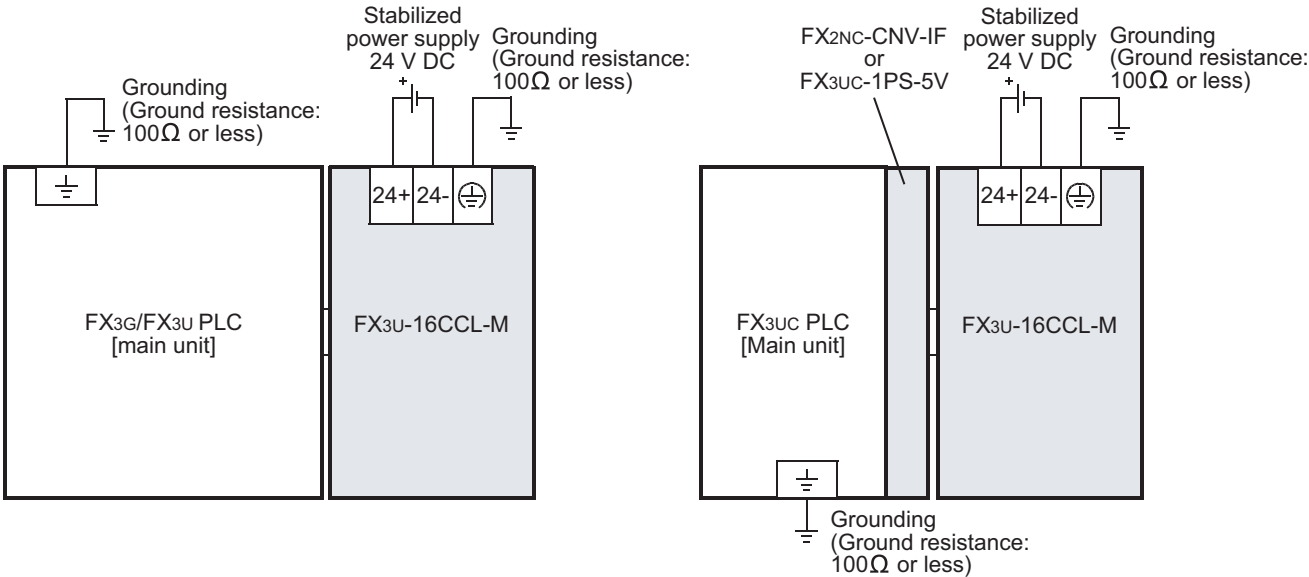 Grounding
(Ground resistance:
100Ω or less)
Stabilized
power supply
24 V DC
+
Grounding
(Ground resistance:
100Ω or less)
24+ 24-
FX3G/FX3U PLC
[main unit]
FX3U-16CCL-M
FX2NC-CNV-IF
or
FX3UC-1PS-5V
Stabilized
power supply
24 V DC
+
Grounding
(Ground resistance:
100Ω or less)
24+ 24-
FX3UC PLC
[Main unit]
FX3U-16CCL-M
Grounding
(Ground resistance:
100Ω or less)